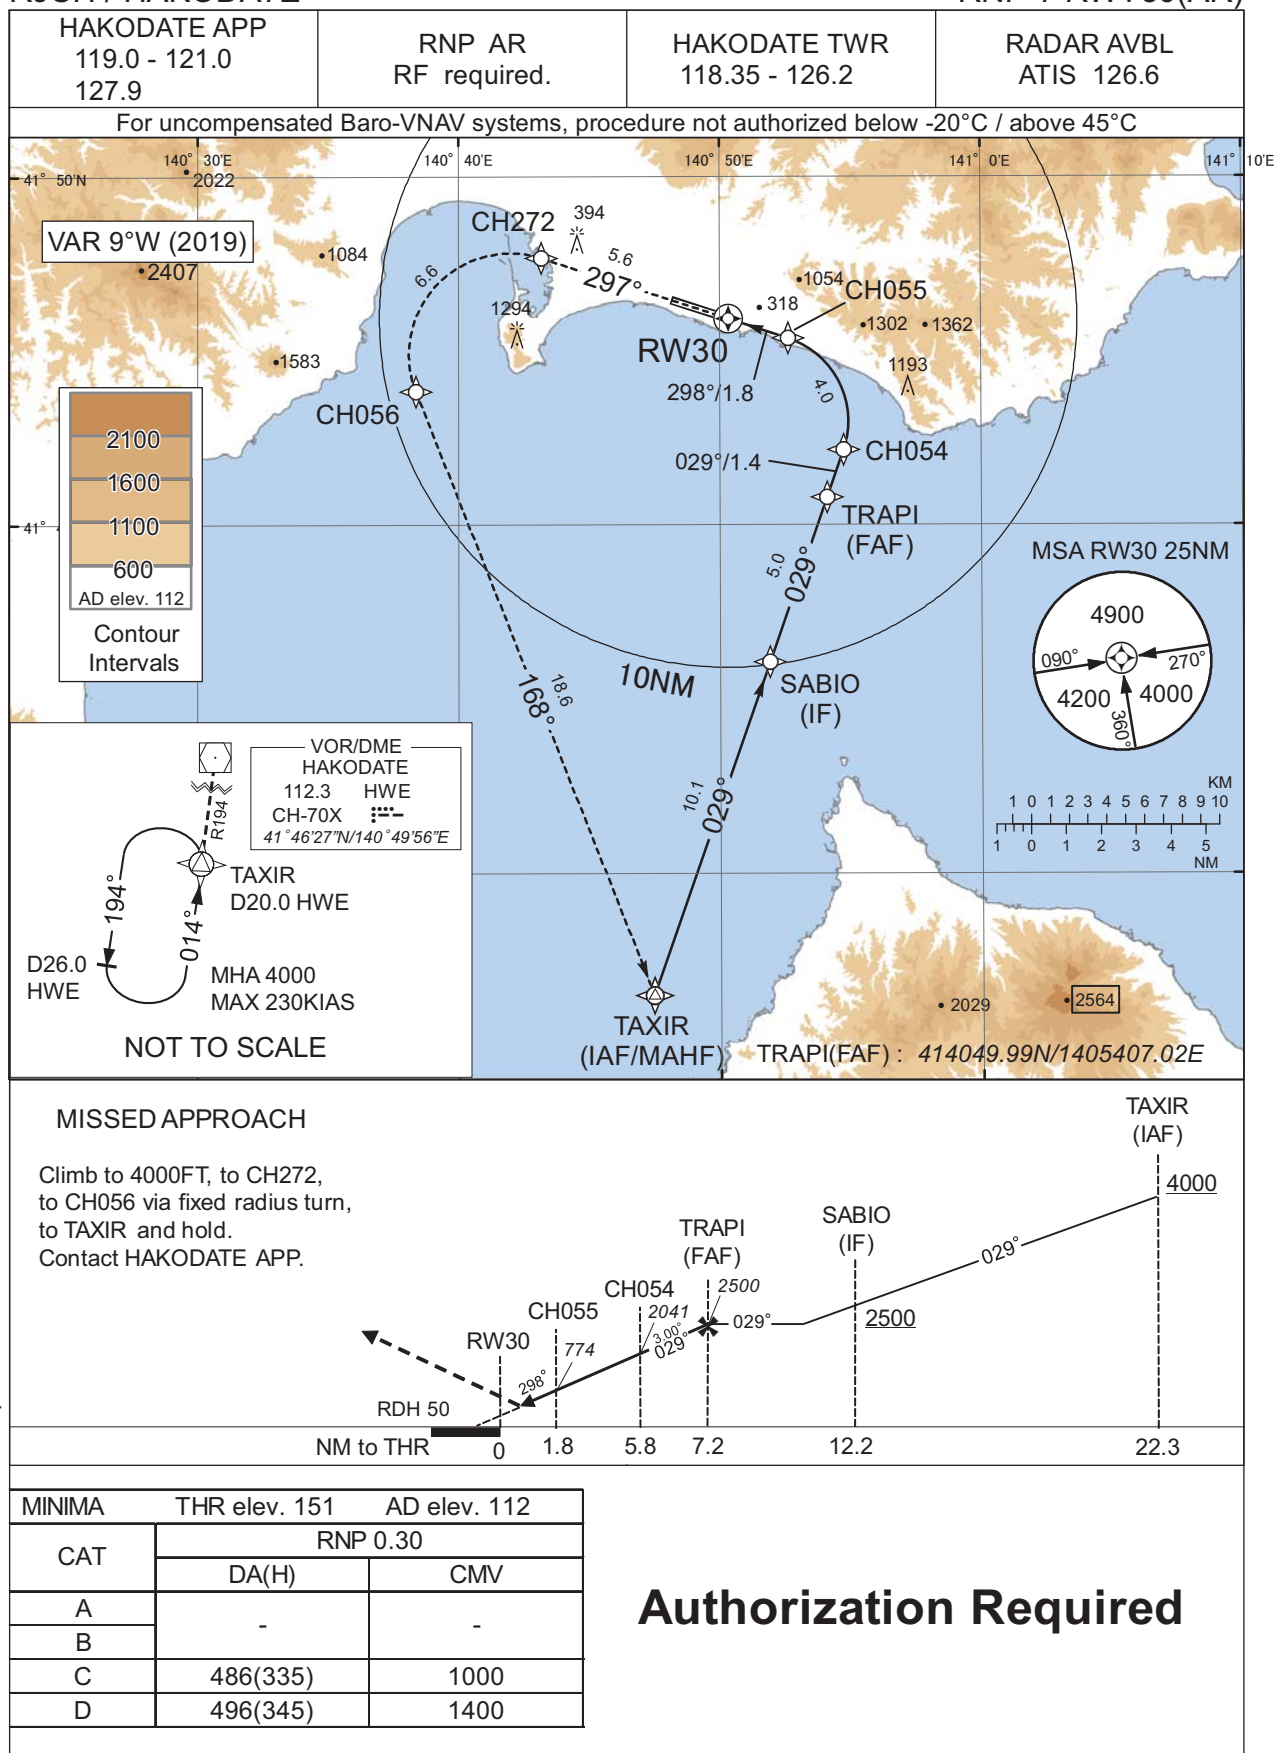 HAKODATE APP
119.0 - 121.0
127.9
RNP AR
RF required.
HAKODATE TWR
118.35 - 126.2
RADAR AVBL
ATIS 126.6
For uncompensated Baro-VNAV systems, procedure not authorized below -20°C / above 45°C
140° 30'E
140° 40'E
140° 50'E
141° 0'E
141° 10'E
41° 50'N
2022
VAR 9°W (2019)
2407
1084
CH272
394
5.6
297°
6.6
1294
1583
1054
318
CH055
1302
1362
RW30
1193
298°/1.8
4.0
CH056
CH054
029°/1.4
TRAPI
(FAF)
41°
2100
1600
1100
600
AD elev. 112
Contour
Intervals
5.0
029°
MSA RW30 25NM
4900
090°
270°
4200
4000
360°
10NM
SABIO
(IF)
18.6
168°
10.1
029°
KM
1 0 1 2 3 4 5 6 7 8 9 10
1 0 1 2 3 4 5
NM
VOR/DME
HAKODATE
112.3 HWE
CH-70X
41°46'27"N/140°49'56"E
R194
TAXIR
D20.0 HWE
194°
014°
D26.0
HWE
MHA 4000
MAX 230KIAS
NOT TO SCALE
TAXIR
(IAF/MAHF)
2029
2564
TRAPI(FAF) : 414049.99N/1405407.02E
MISSED APPROACH
Climb to 4000FT, to CH272,
to CH056 via fixed radius turn,
to TAXIR and hold.
Contact HAKODATE APP.
TAXIR
(IAF)
4000
SABIO
(IF)
029°
2500
TRAPI
(FAF)
2500
029°
CH054
2041
3.00°
029°
CH055
774
RW30
298°
RDH 50
NM to THR
0 1.8 5.8 7.2 12.2 22.3
MINIMA THR elev. 151 AD elev. 112
CAT
RNP 0.30
DA(H) CMV
A
B
- -
C 486(335) 1000
D 496(345) 1400
Authorization Required